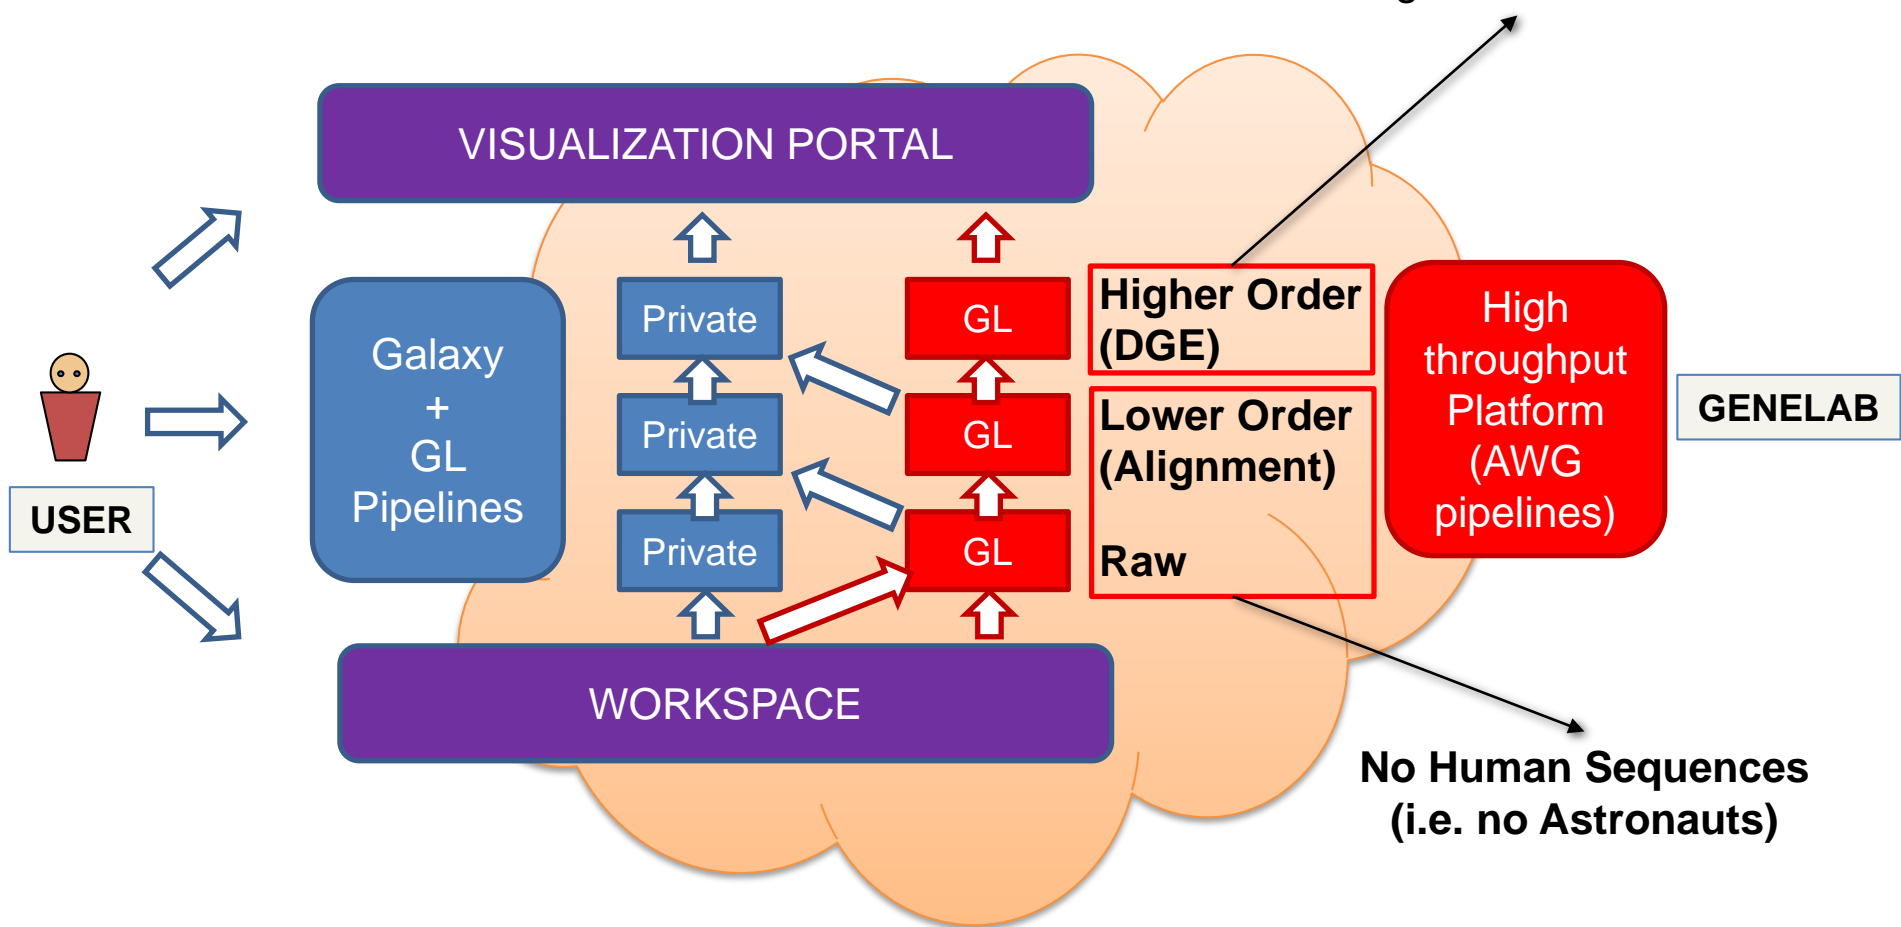 VISUALIZATION PORTAL
Galaxy
+
GL
Pipelines
Private
Private
Private
GL
GL
GL
Higher Order
(DGE)
Lower Order
(Alignment)
Raw
High
throughput
Platform
(AWG
pipelines)
GENELAB
USER
WORKSPACE
No Human Sequences
(i.e. no Astronauts)